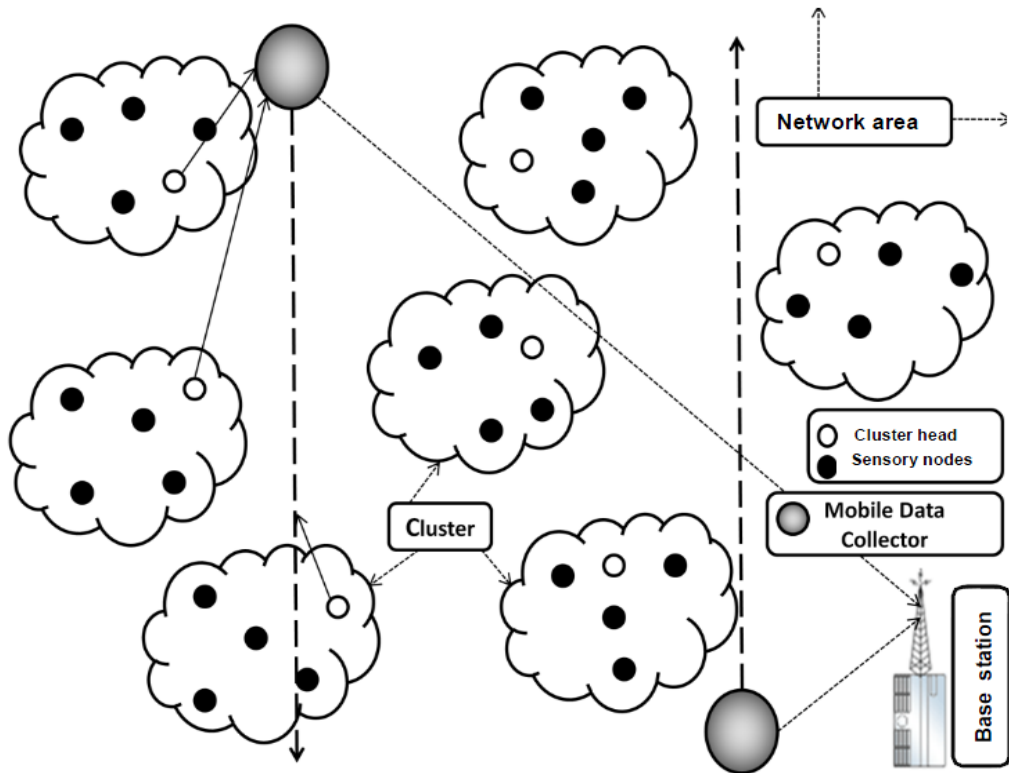 Network area
Cluster head
Sensory nodes
Mobile Data
Collector
Cluster
Base station